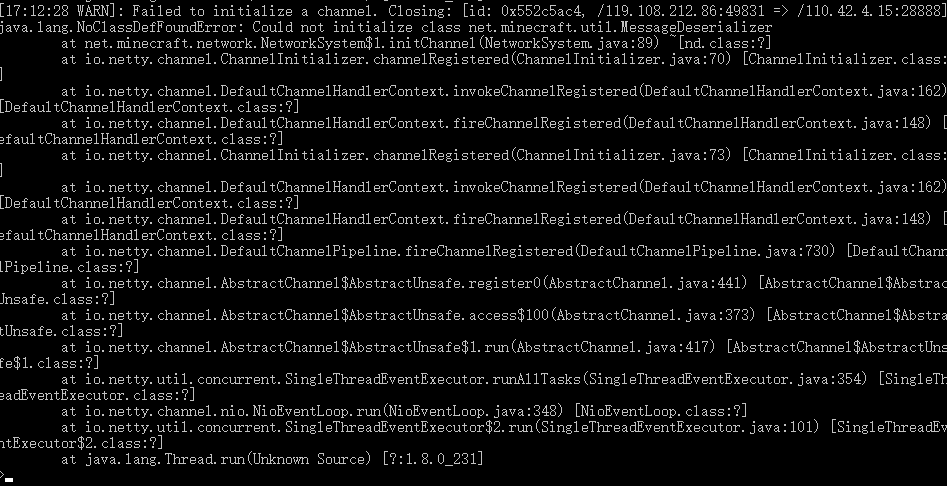 [17:12:28 WARN]: Failed to initialize a channel. Closing: [id: 0x552c5ac4, /119.108.212.86:49831 => /110.42.4.15:28888]
java.lang.NoClassDefFoundError: Could not initialize class net.minecraft.util.MessageDeserializer
at net.minecraft.network.NetworkSystem$1.initChannel(NetworkSystem.java:89) ~[nd.class:?]
at io.netty.channel.ChannelInitializer.channelRegistered(ChannelInitializer.java:70) [ChannelInitializer.class:
]
at io.netty.channel.DefaultChannelHandlerContext.invokeChannelRegistered(DefaultChannelHandlerContext.java:162)
[DefaultChannelHandlerContext.class:?]
at io.netty.channel.DefaultChannelHandlerContext.fireChannelRegistered(DefaultChannelHandlerContext.java:148) [
efaultChannelHandlerContext.class:?]
at io.netty.channel.ChannelInitializer.channelRegistered(ChannelInitializer.java:73) [ChannelInitializer.class:
]
at io.netty.channel.DefaultChannelHandlerContext.invokeChannelRegistered(DefaultChannelHandlerContext.java:162)
[DefaultChannelHandlerContext.class:?]
at io.netty.channel.DefaultChannelHandlerContext.fireChannelRegistered(DefaultChannelHandlerContext.java:148) [
efaultChannelHandlerContext.class:?]
at io.netty.channel.DefaultChannelPipeline.fireChannelRegistered(DefaultChannelPipeline.java:730) [DefaultChann
lPipeline.class:?]
at io.netty.channel.AbstractChannel$AbstractUnsafe.register0(AbstractChannel.java:441) [AbstractChannel$Abstrac
Unsafe.class:?]
at io.netty.channel.AbstractChannel$AbstractUnsafe.access$100(AbstractChannel.java:373) [AbstractChannel$Abstra
tUnsafe.class:?]
at io.netty.channel.AbstractChannel$AbstractUnsafe$1.run(AbstractChannel.java:417) [AbstractChannel$AbstractUns
fe$1.class:?]
at io.netty.util.concurrent.SingleThreadEventExecutor.runAllTasks(SingleThreadEventExecutor.java:354) [SingleTh
eadEventExecutor.class:?]
at io.netty.channel.nio.NioEventLoop.run(NioEventLoop.java:348) [NioEventLoop.class:?]
at io.netty.util.concurrent.SingleThreadEventExecutor$2.run(SingleThreadEventExecutor.java:101) [SingleThreadEv
ntExecutor$2.class:?]
at java.lang.Thread.run(Unknown Source) [?:1.8.0_231]
>